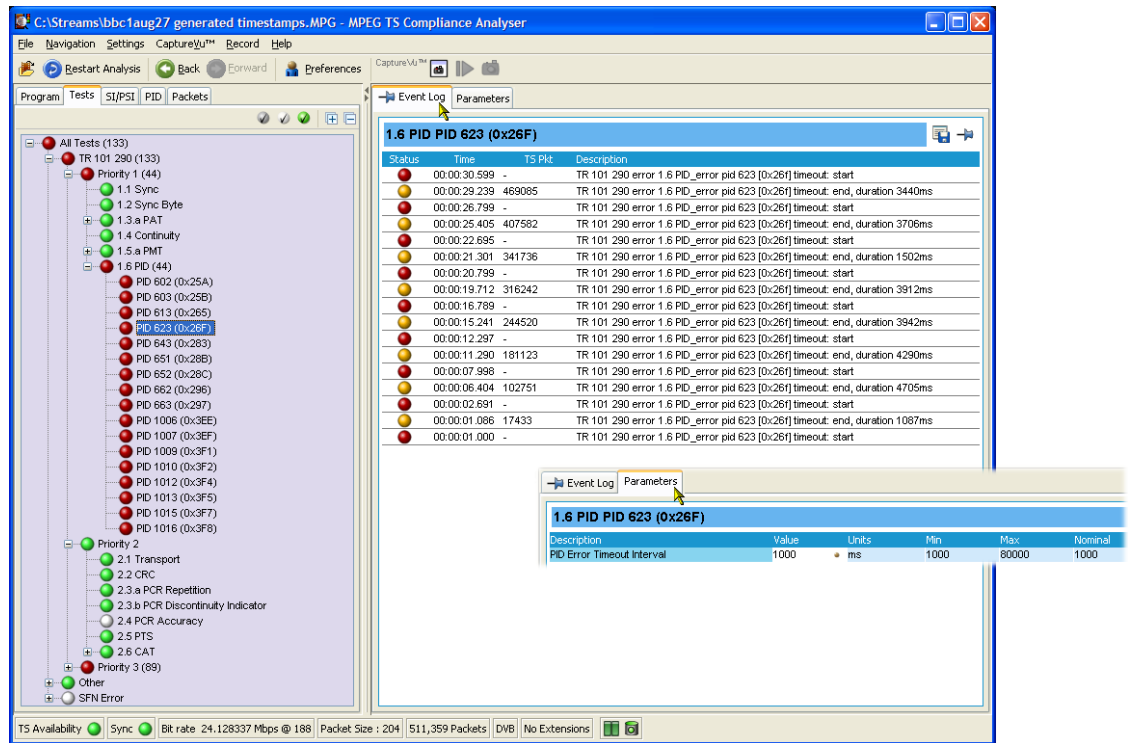 C:\Streams\bbc1aug27 generated timestamps.MPG - MPEG TS Compliance Analyser
File Navigation Settings CaptureVu™ Record Help
Restart Analysis Back Forward Preferences CaptureVu™
Program Tests SI/PSI PID Packets
All Tests (133)
TR 101 290 (133)
Priority 1 (44)
1.1 Sync
1.2 Sync Byte
1.3.a PAT
1.4 Continuity
1.5.a PMT
1.6 PID (44)
PID 602 (0x25A)
PID 603 (0x25B)
PID 613 (0x265)
PID 623 (0x26F)
PID 643 (0x283)
PID 651 (0x28B)
PID 652 (0x28C)
PID 662 (0x296)
PID 663 (0x297)
PID 1006 (0x3EE)
PID 1007 (0x3EF)
PID 1009 (0x3F1)
PID 1010 (0x3F2)
PID 1012 (0x3F4)
PID 1013 (0x3F5)
PID 1015 (0x3F7)
PID 1016 (0x3F8)
Priority 2
2.1 Transport
2.2 CRC
2.3.a PCR Repetition
2.3.b PCR Discontinuity Indicator
2.4 PCR Accuracy
2.5 PTS
2.6 CAT
Priority 3 (89)
Other
SFN Error
Event Log Parameters
1.6 PID PID 623 (0x26F)
Status Time TS Pkt Description
00:00:30.599 - TR 101 290 error 1.6 PID_error pid 623 [0x26f] timeout: start
00:00:29.239 469085 TR 101 290 error 1.6 PID_error pid 623 [0x26f] timeout: end, duration 3440ms
00:00:26.799 - TR 101 290 error 1.6 PID_error pid 623 [0x26f] timeout: start
00:00:25.405 407582 TR 101 290 error 1.6 PID_error pid 623 [0x26f] timeout: end, duration 3706ms
00:00:22.695 - TR 101 290 error 1.6 PID_error pid 623 [0x26f] timeout: start
00:00:21.301 341736 TR 101 290 error 1.6 PID_error pid 623 [0x26f] timeout: end, duration 1502ms
00:00:20.799 - TR 101 290 error 1.6 PID_error pid 623 [0x26f] timeout: start
00:00:19.712 316242 TR 101 290 error 1.6 PID_error pid 623 [0x26f] timeout: end, duration 3912ms
00:00:16.789 - TR 101 290 error 1.6 PID_error pid 623 [0x26f] timeout: start
00:00:15.241 244520 TR 101 290 error 1.6 PID_error pid 623 [0x26f] timeout: end, duration 3942ms
00:00:12.297 - TR 101 290 error 1.6 PID_error pid 623 [0x26f] timeout: start
00:00:11.290 181123 TR 101 290 error 1.6 PID_error pid 623 [0x26f] timeout: end, duration 4290ms
00:00:07.998 - TR 101 290 error 1.6 PID_error pid 623 [0x26f] timeout: start
00:00:06.404 102751 TR 101 290 error 1.6 PID_error pid 623 [0x26f] timeout: end, duration 4705ms
00:00:02.691 - TR 101 290 error 1.6 PID_error pid 623 [0x26f] timeout: start
00:00:01.086 17433 TR 101 290 error 1.6 PID_error pid 623 [0x26f] timeout: end, duration 1087ms
00:00:01.000 - TR 101 290 error 1.6 PID_error pid 623 [0x26f] timeout: start
Event Log Parameters
1.6 PID PID 623 (0x26F)
Description Value Units Min Max Nominal
PID Error Timeout Interval 1000 ms 1000 80000 1000
TS Availability Sync Bit rate 24.128337 Mbps @ 188 Packet Size : 204 511,359 Packets DVB No Extensions